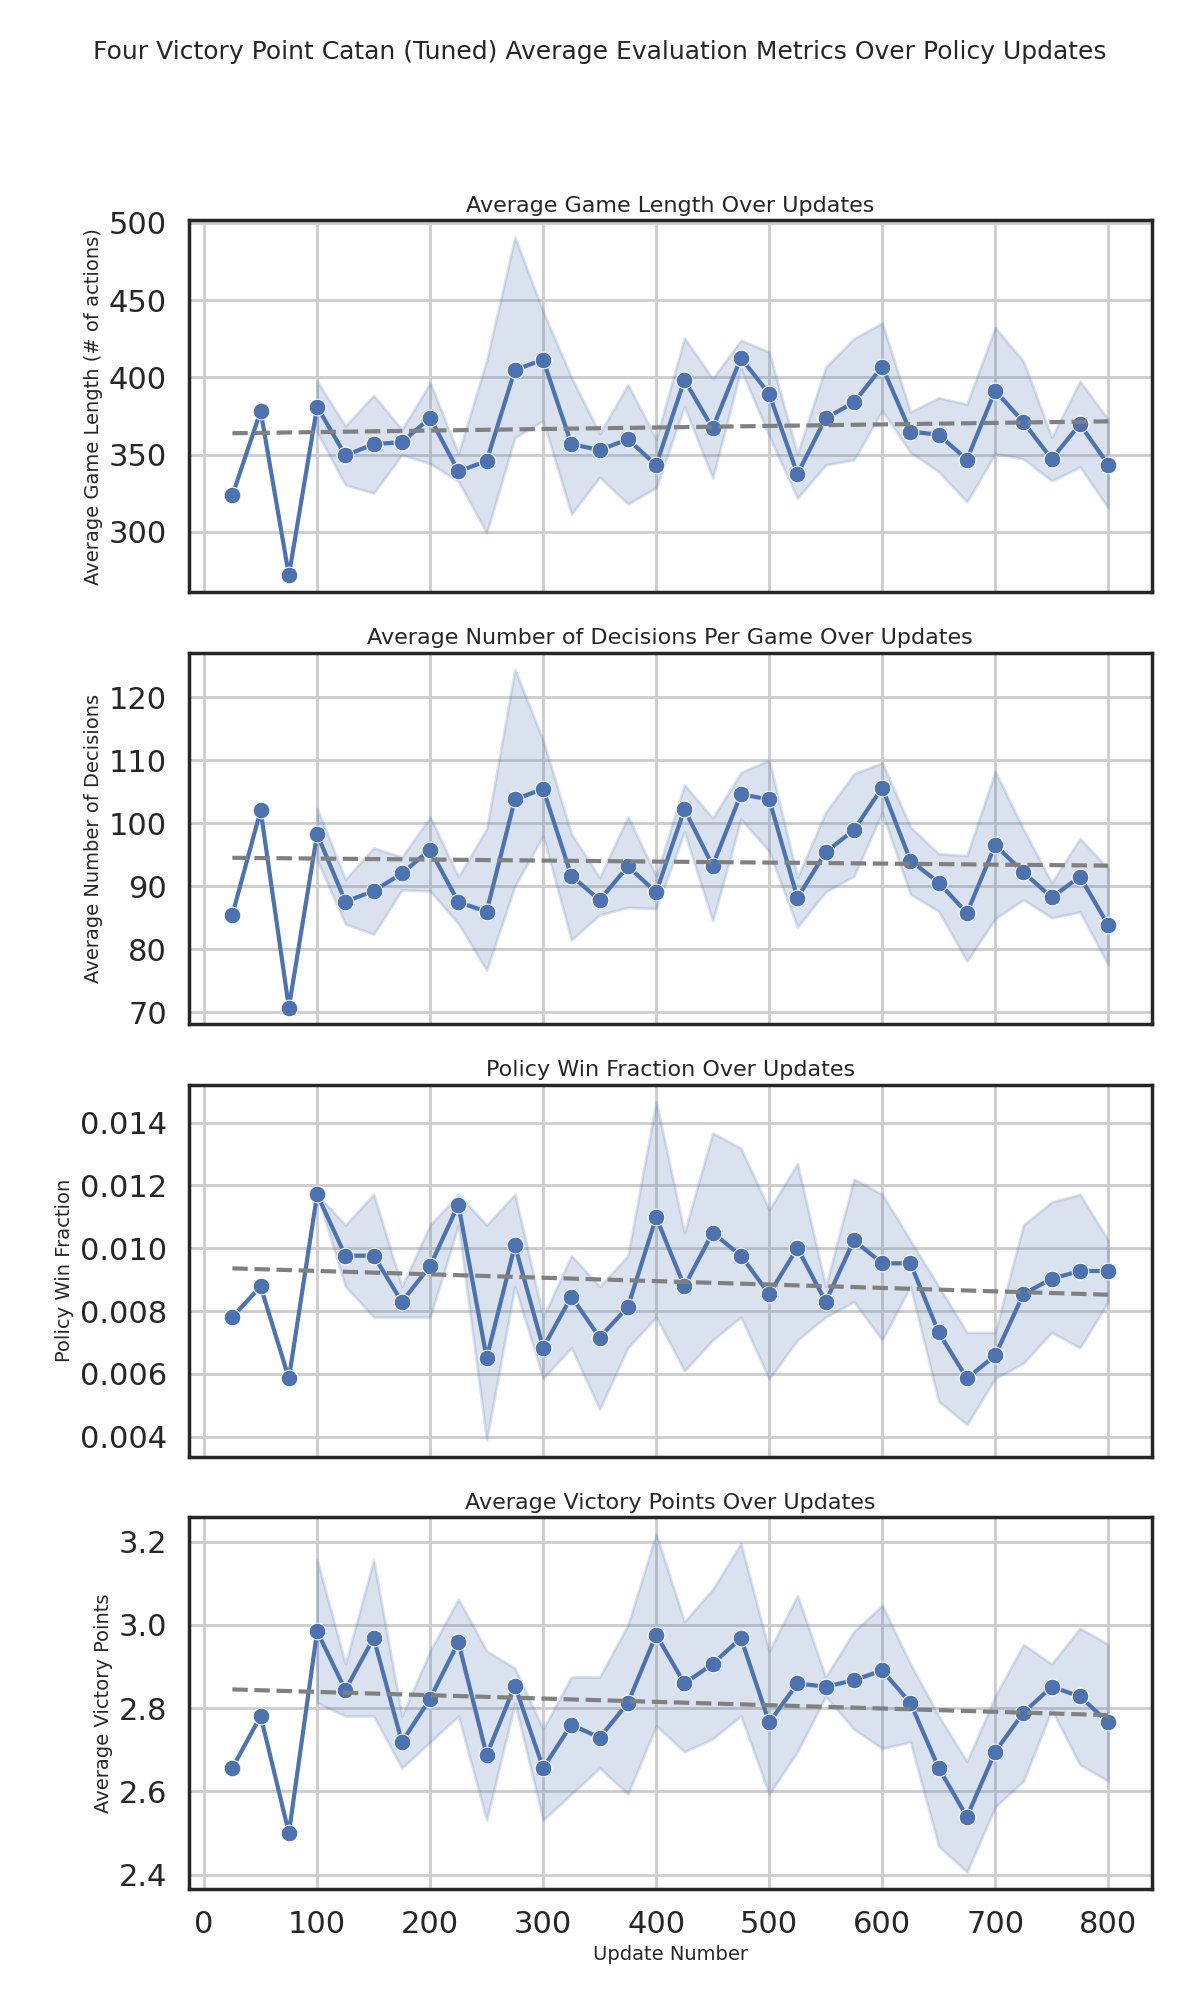 Four Victory Point Catan (Tuned) Average Evaluation Metrics Over Policy Updates
Average Game Length Over Updates
Average Game Length (# of actions)
500
450
400
350
300
Average Number of Decisions Per Game Over Updates
Average Number of Decisions
120
110
100
90
80
70
Policy Win Fraction Over Updates
Policy Win Fraction
0.014
0.012
0.010
0.008
0.006
0.004
Average Victory Points Over Updates
Average Victory Points
3.2
3.0
2.8
2.6
2.4
0 100 200 300 400 500 600 700 800
Update Number